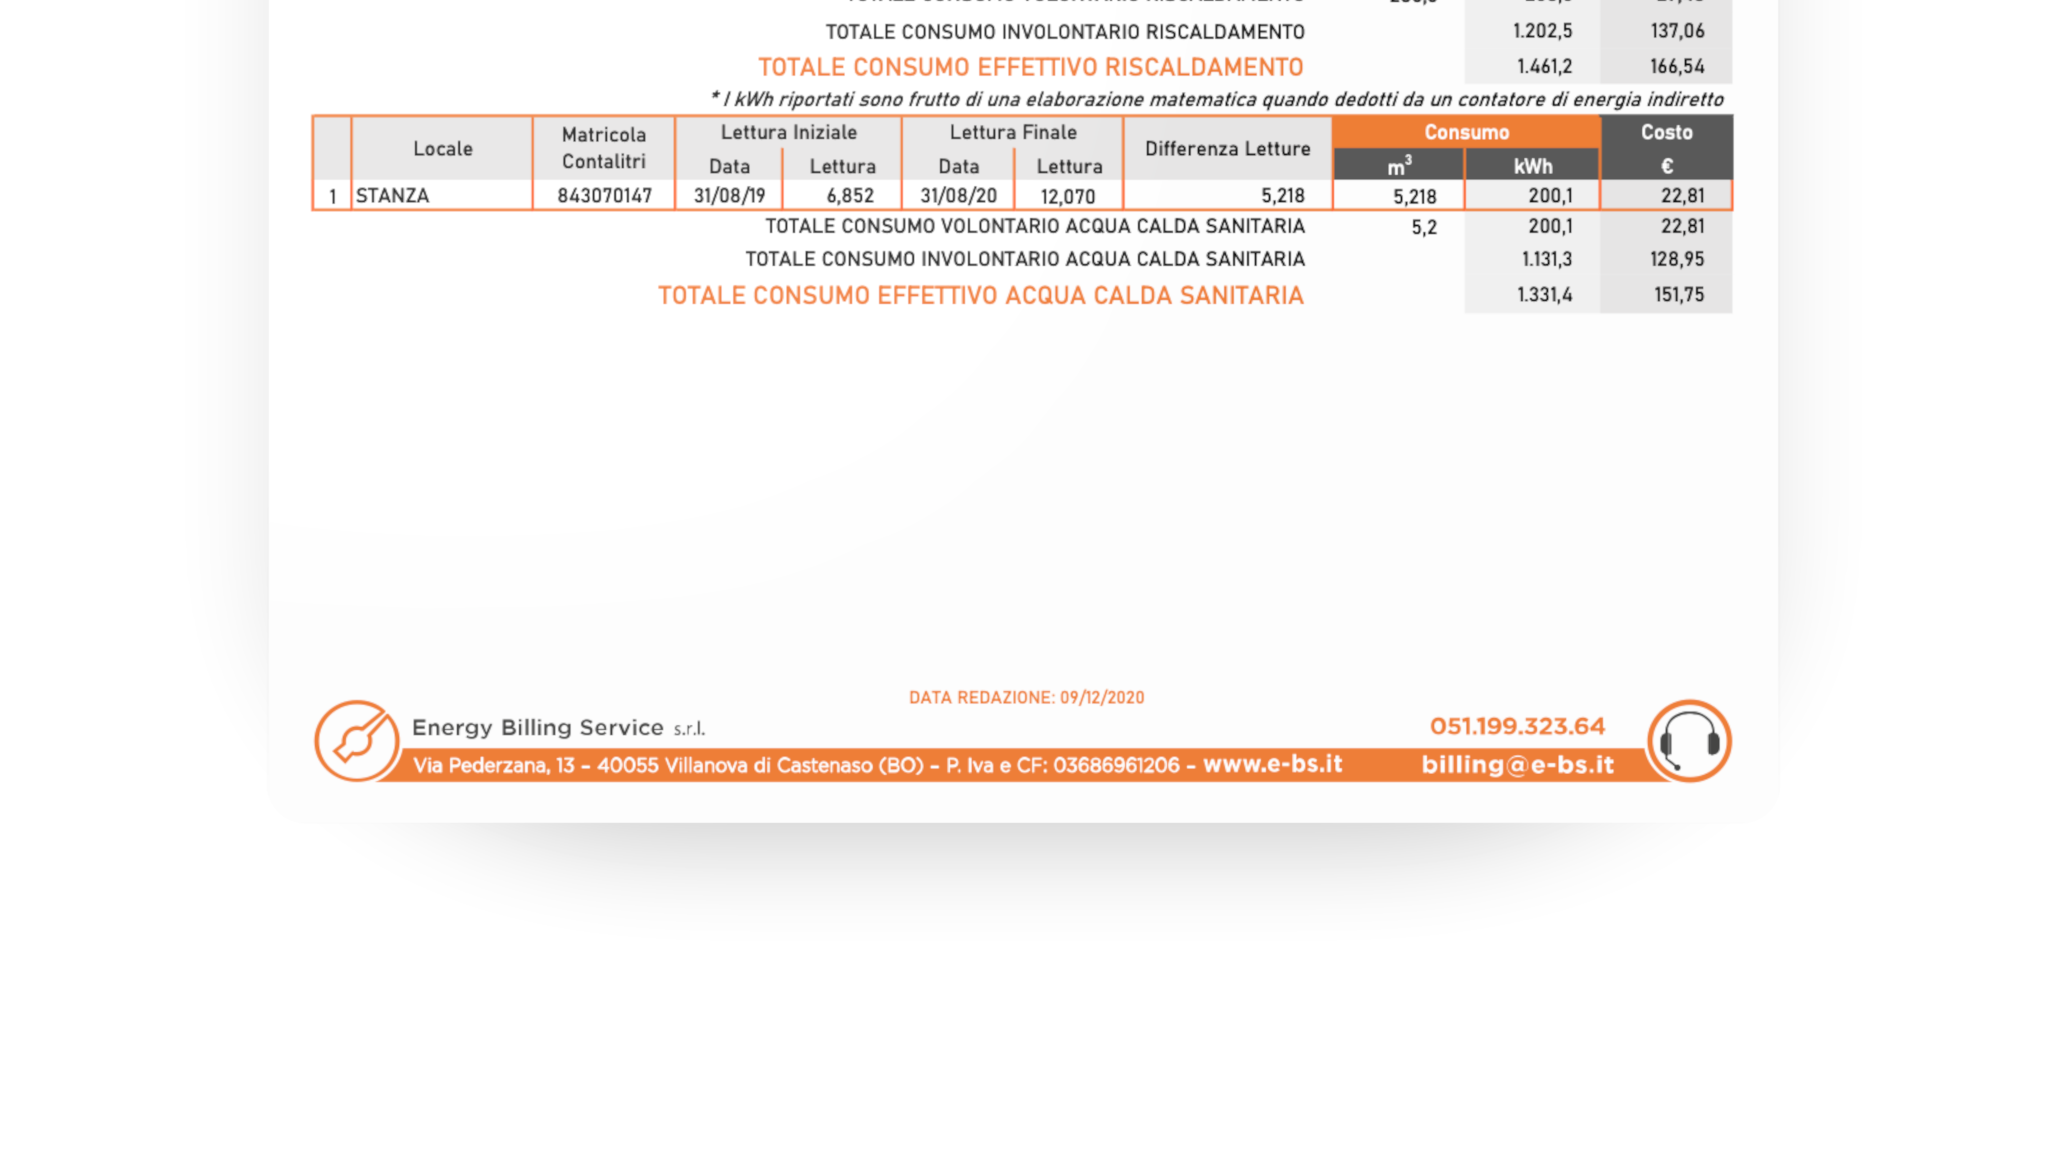 TOTALE CONSUMO INVOLONTARIO RISCALDAMENTO 1.202,5 137,06
TOTALE CONSUMO EFFETTIVO RISCALDAMENTO 1.461,2 166,54
* I kWh riportati sono frutto di una elaborazione matematica quando dedotti da un contatore di energia indiretto
Locale Matricola Contalitri Lettura Iniziale Lettura Finale Differenza Letture Consumo Costo
Data Lettura Data Lettura m³ kWh €
1 STANZA 843070147 31/08/19 6,852 31/08/20 12,070 5,218 5,218 200,1 22,81
TOTALE CONSUMO VOLONTARIO ACQUA CALDA SANITARIA 5,2 200,1 22,81
TOTALE CONSUMO INVOLONTARIO ACQUA CALDA SANITARIA 1.131,3 128,95
TOTALE CONSUMO EFFETTIVO ACQUA CALDA SANITARIA 1.331,4 151,75
DATA REDAZIONE: 09/12/2020
Energy Billing Service s.r.l. 051.199.323.64
Via Pederzana, 13 – 40055 Villanova di Castenaso (BO) – P. Iva e CF: 03686961206 – www.e-bs.it billing@e-bs.it